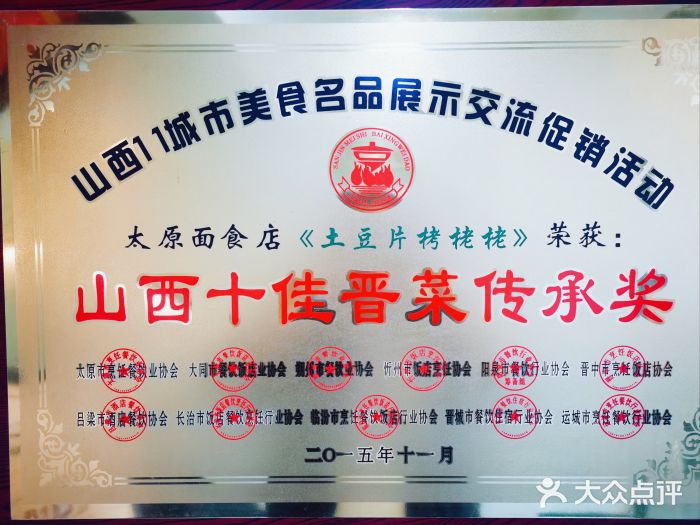 山西11城市美食名品展示交流促销活动
SAN JIN MEI SHI BAI XING WEI DAO
太原面食店《土豆片栲栳栳》荣获：
山西十佳晋菜传承奖
太原市烹饪餐饮业协会 大同市餐饮饭店业协会 朔州市餐饮业协会 忻州市饭店烹饪协会 阳泉市餐饮行业协会 晋中市烹饪饭店协会
吕梁市酒店餐饮协会 长治市饭店餐饮烹饪行业协会 临汾市烹饪餐饮饭店行业协会 晋城市餐饮住宿行业协会 运城市烹饪餐饮行业协会
二〇一五年十一月
大众点评